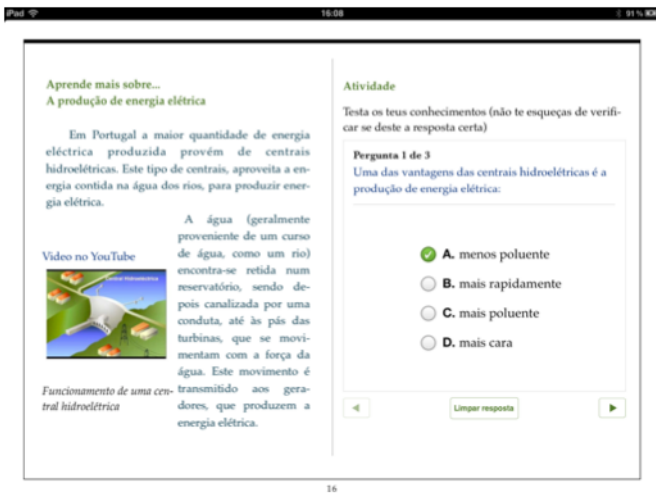 iPad
16:08
91 %
Aprende mais sobre...
A produção de energia elétrica
Em Portugal a maior quantidade de energia
eléctrica produzida provém de centrais
hidroelétricas. Este tipo de centrais, aproveita a en-
ergia contida na água dos rios, para produzir ener-
gia elétrica.
Video no YouTube
Central Hidroeléctrica
Funcionamento de uma cen-
tral hidroelétrica
A água (geralmente
proveniente de um curso
de água, como um rio)
encontra-se retida num
reservatório, sendo de-
pois canalizada por uma
conduta, até às pás das
turbinas, que se movi-
mentam com a força da
água. Este movimento é
transmitido aos gera-
dores, que produzem a
energia elétrica.
Atividade
Testa os teus conhecimentos (não te esqueças de verifi-
car se deste a resposta certa)
Pergunta 1 de 3
Uma das vantagens das centrais hidroelétricas é a
produção de energia elétrica:
A. menos poluente
B. mais rapidamente
C. mais poluente
D. mais cara
Limpar resposta
16